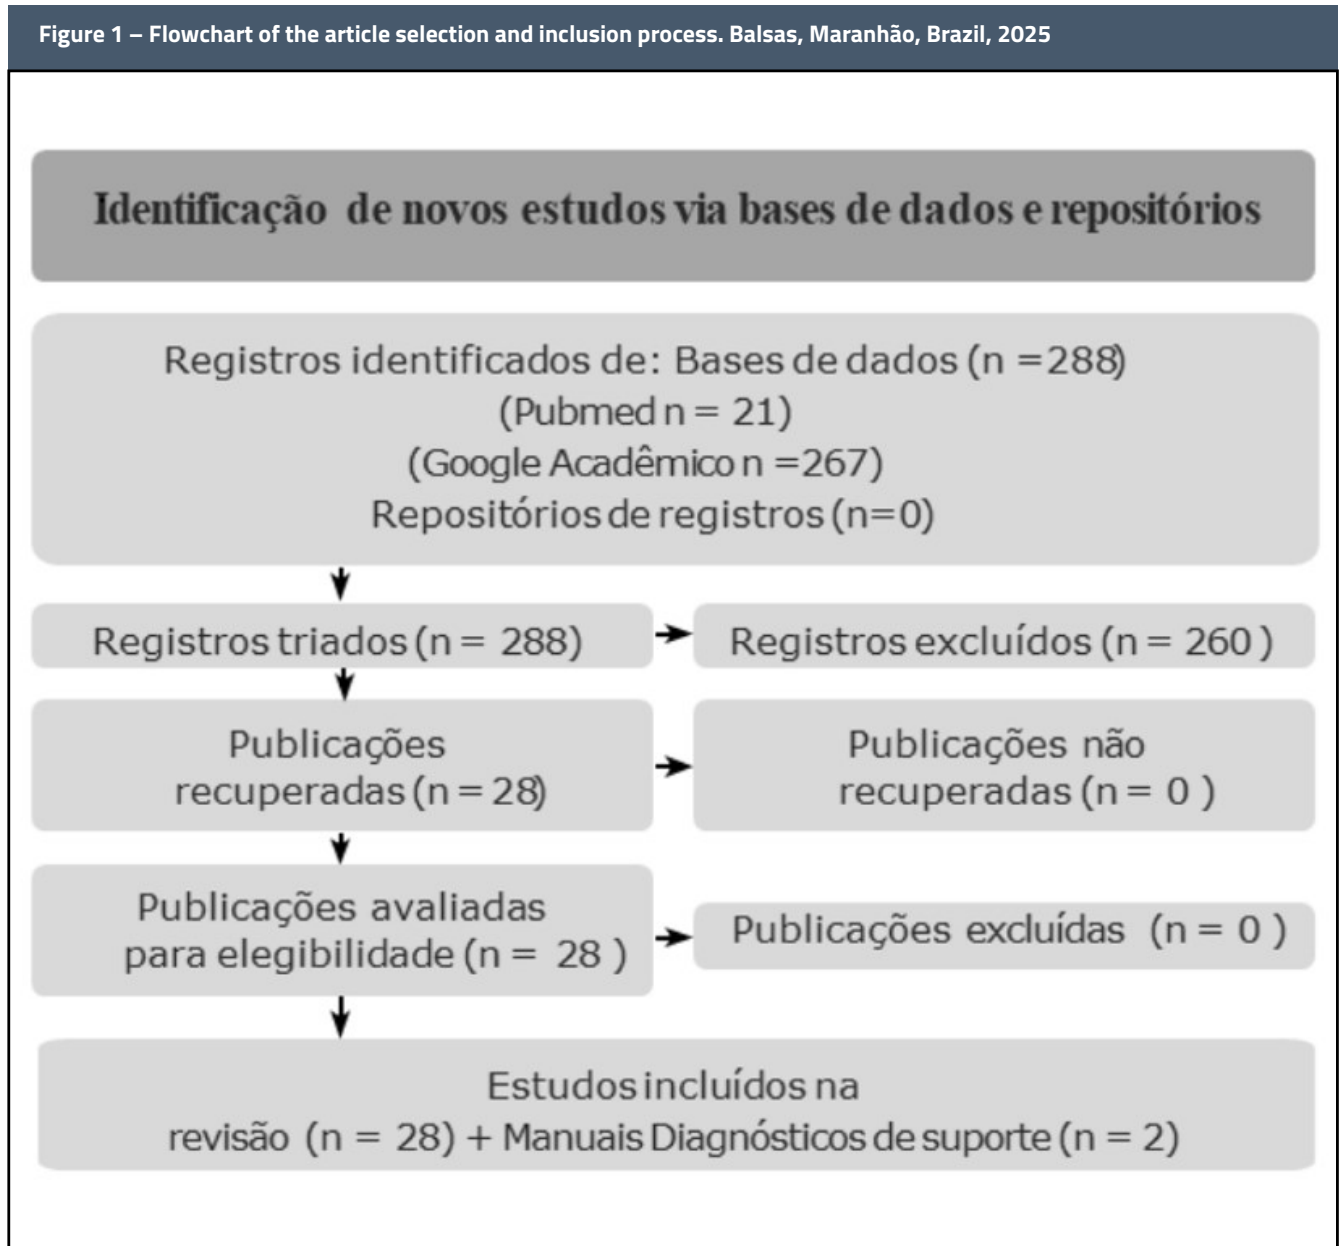 Figure 1 – Flowchart of the article selection and inclusion process. Balsas, Maranhão, Brazil, 2025
Identificação de novos estudos via bases de dados e repositórios
Registros identificados de: Bases de dados (n =288)
(Pubmed n = 21)
(Google Acadêmico n =267)
Repositórios de registros (n=0)
Registros triados (n = 288)
Registros excluídos (n = 260 )
Publicações
recuperadas (n = 28)
Publicações não
recuperadas (n = 0 )
Publicações avaliadas
para elegibilidade (n = 28 )
Publicações excluídas (n = 0 )
Estudos incluídos na
revisão (n = 28) + Manuais Diagnósticos de suporte (n = 2)